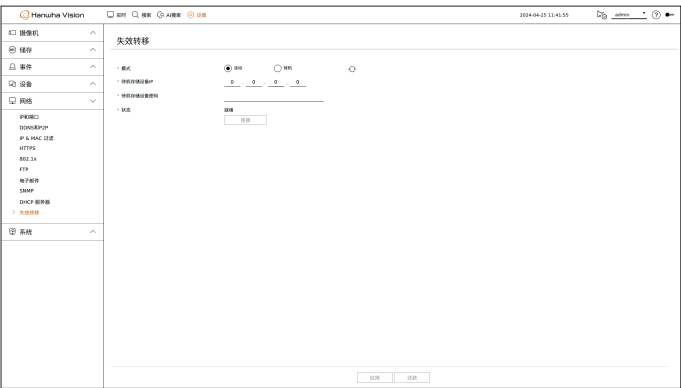 Hanwha Vision
实时 搜索 AI搜索 设置
2024-04-25 11:41:55
admin
摄像机
储存
事件
设备
网络
IP和端口
DDNS和P2P
IP & MAC 过滤
HTTPS
802.1x
FTP
电子邮件
SNMP
DHCP 服务器
失效转移
系统
失效转移
模式 活动 待机
待机存储设备IP 0 . 0 . 0 . 0
待机存储设备密码
状态 就绪
连接
应用 还原